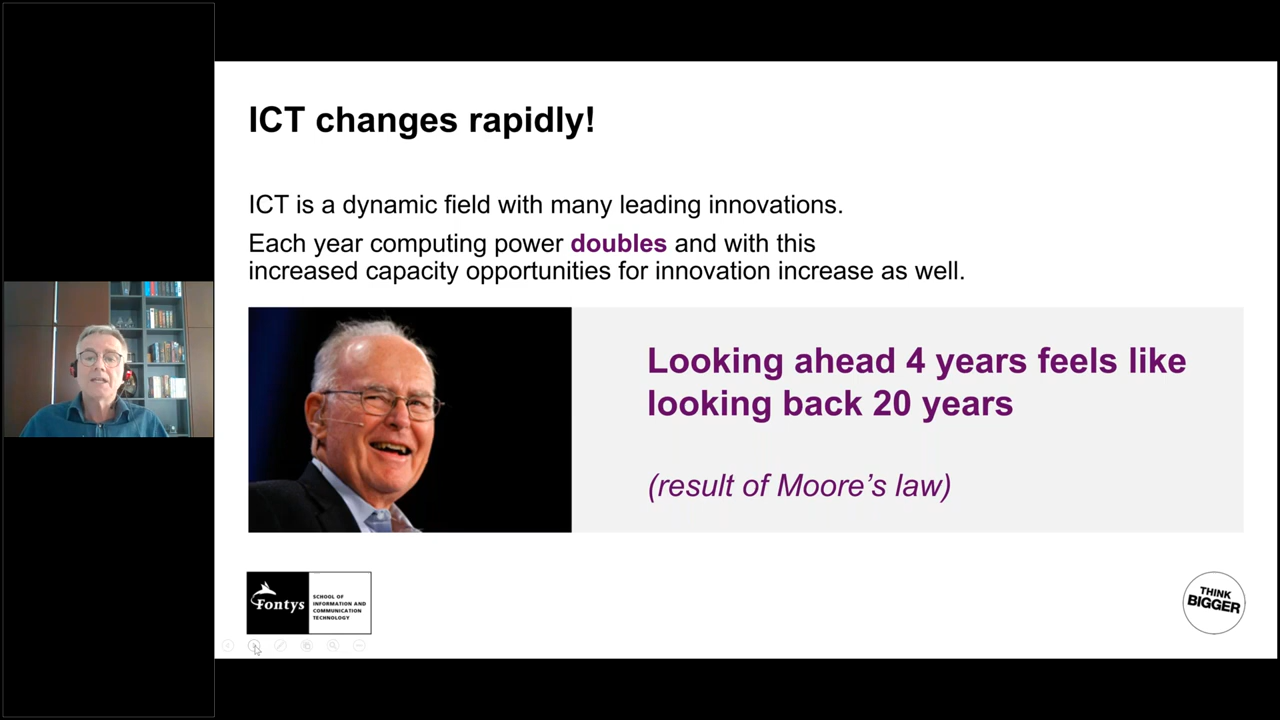 ICT changes rapidly!
ICT is a dynamic field with many leading innovations.
Each year computing power doubles and with this
increased capacity opportunities for innovation increase as well.
Looking ahead 4 years feels like
looking back 20 years
(result of Moore’s law)
Fontys
SCHOOL OF
INFORMATION AND
COMMUNICATION
TECHNOLOGY
THINK
BIGGER